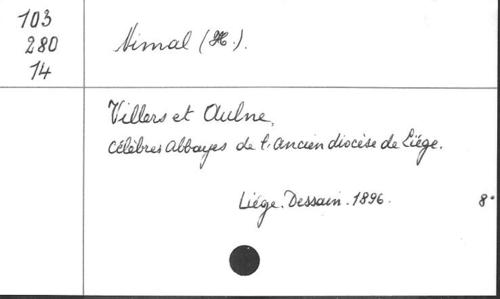 103
280
14
Nimal (H.).
Villers et Aulne,
Célèbres Abbayes de l'ancien diocèse de Liége.
Liége. Dessain. 1896. 8°